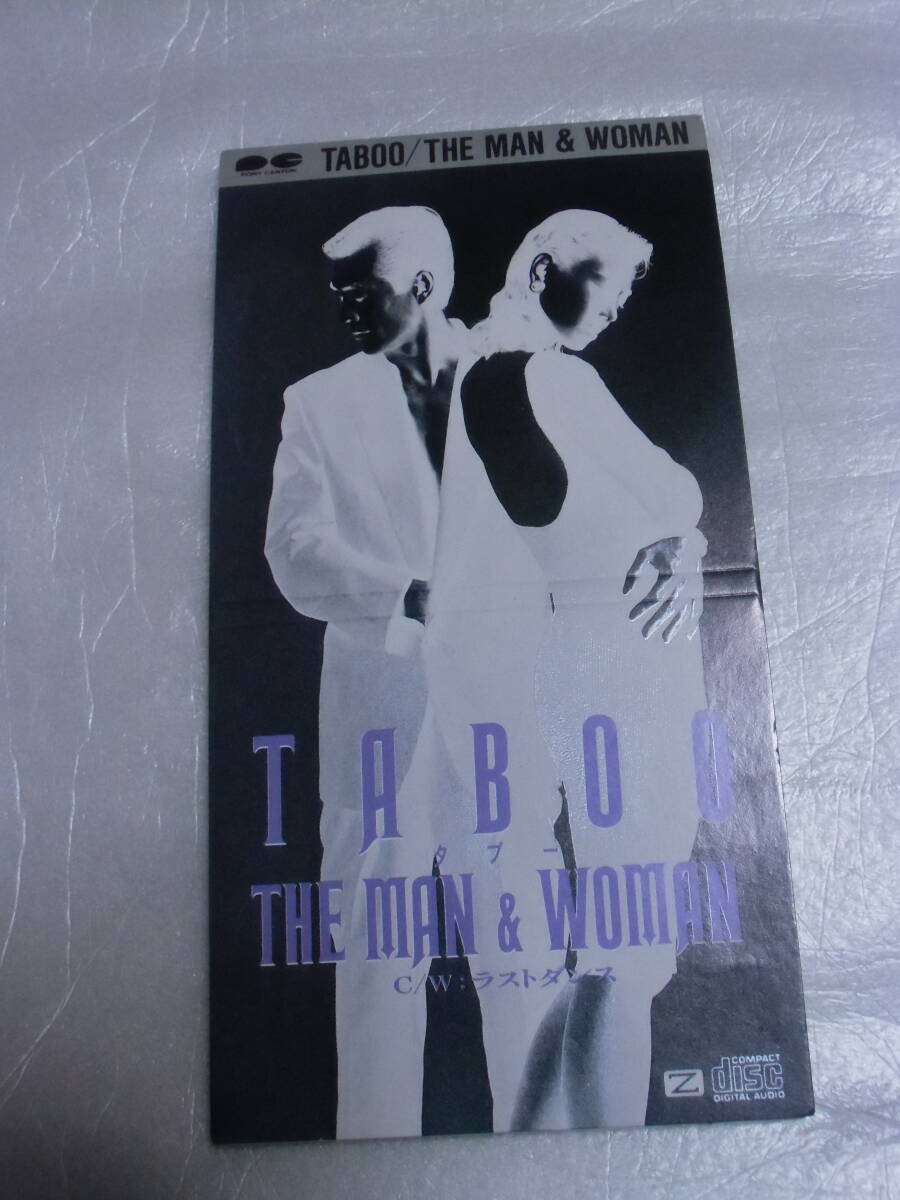 PONY CANYON
TABOO/THE MAN & WOMAN
TABOO
タブー
THE MAN & WOMAN
C/W:ラストダンス
Z
COMPACT
disc
DIGITAL AUDIO